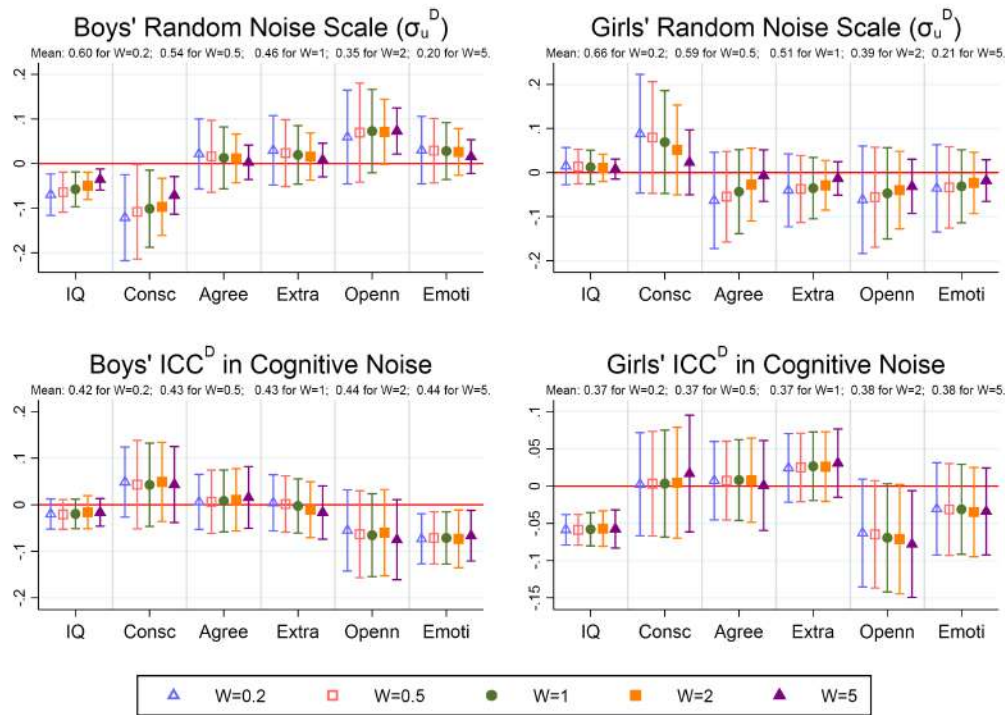 Boys' Random Noise Scale (σᵤᴰ)
Mean: 0.60 for W=0.2; 0.54 for W=0.5; 0.46 for W=1; 0.35 for W=2; 0.20 for W=5.
.2
.1
0
-.1
-.2
IQ Consc Agree Extra Openn Emoti
Girls' Random Noise Scale (σᵤᴰ)
Mean: 0.66 for W=0.2; 0.59 for W=0.5; 0.51 for W=1; 0.39 for W=2; 0.21 for W=5.
.2
.1
0
-.1
-.2
IQ Consc Agree Extra Openn Emoti
Boys' ICCᴰ in Cognitive Noise
Mean: 0.42 for W=0.2; 0.43 for W=0.5; 0.43 for W=1; 0.44 for W=2; 0.44 for W=5.
.2
.1
0
-.1
-.2
IQ Consc Agree Extra Openn Emoti
Girls' ICCᴰ in Cognitive Noise
Mean: 0.37 for W=0.2; 0.37 for W=0.5; 0.37 for W=1; 0.38 for W=2; 0.38 for W=5.
.1
.05
0
-.05
-.1
-.15
IQ Consc Agree Extra Openn Emoti
W=0.2 W=0.5 W=1 W=2 W=5